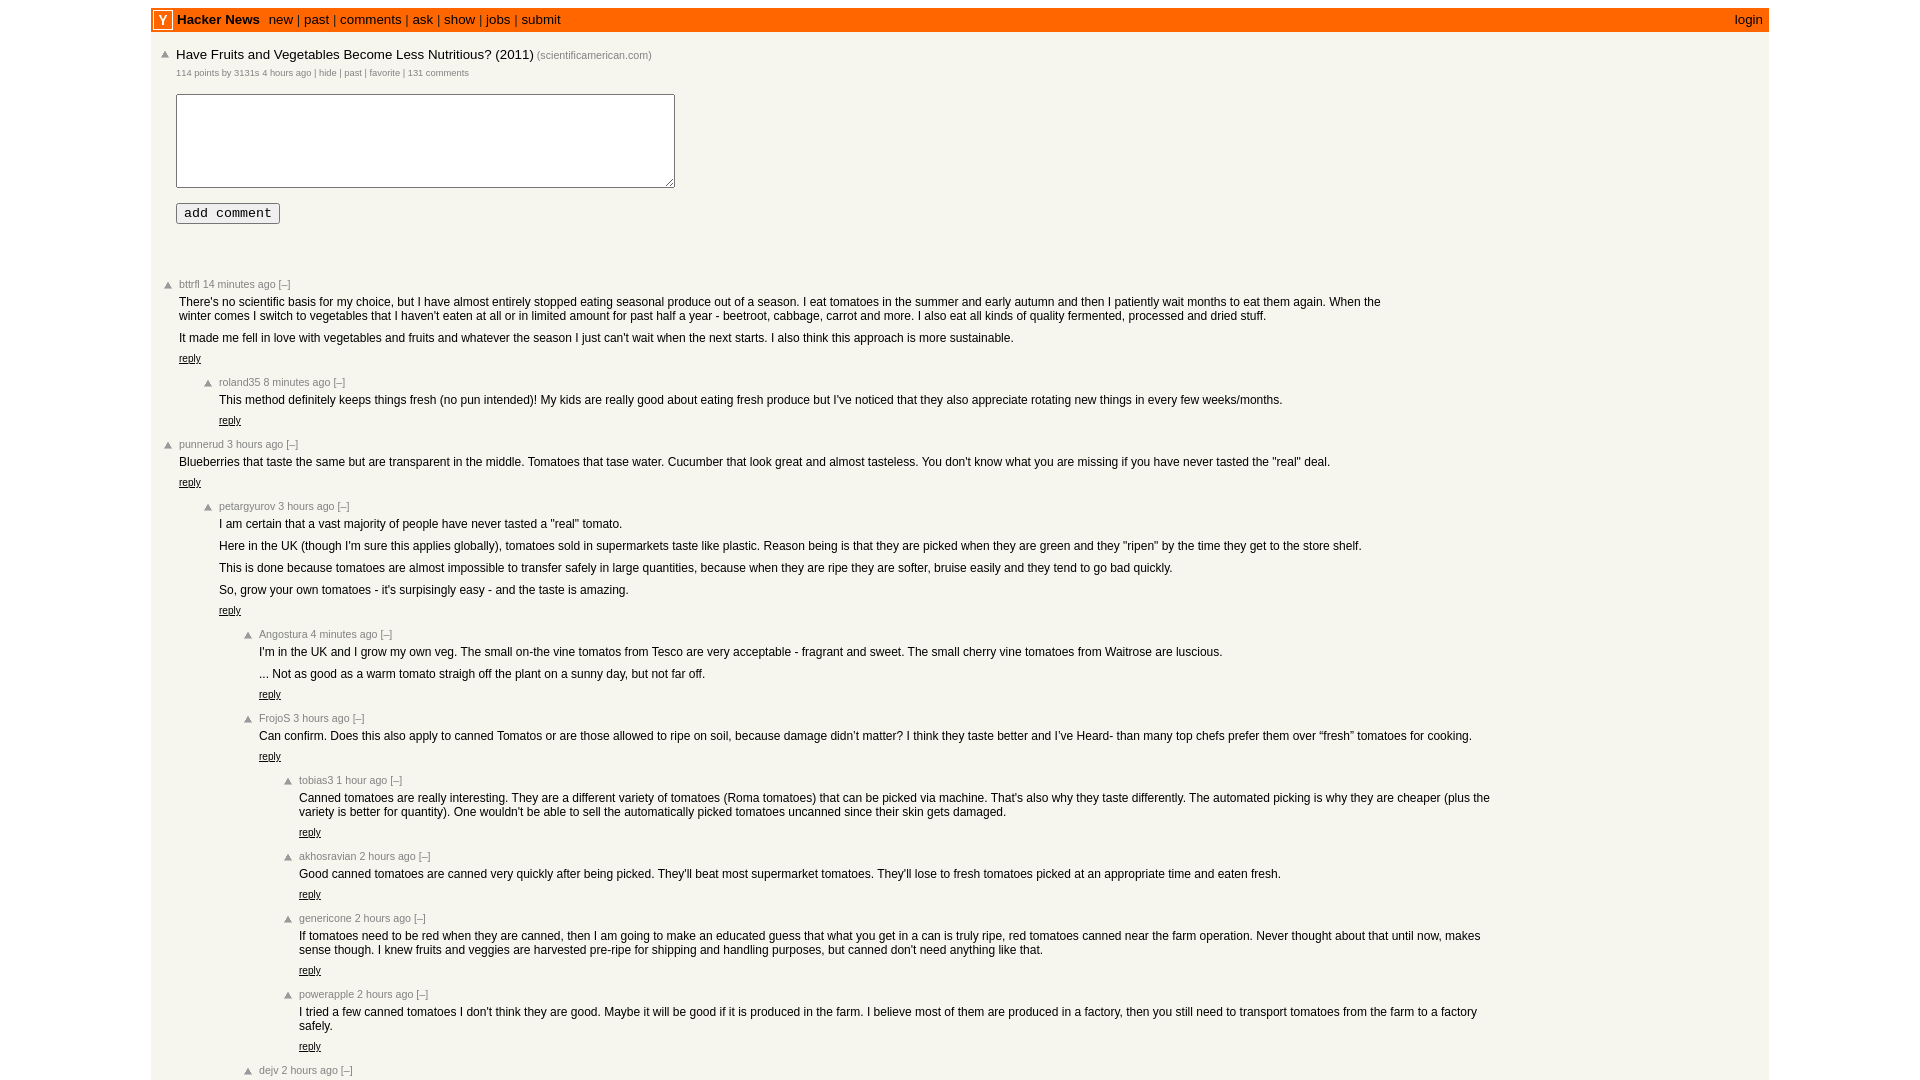 Y Hacker News new | past | comments | ask | show | jobs | submit login
Have Fruits and Vegetables Become Less Nutritious? (2011) (scientificamerican.com)
114 points by 3131s 4 hours ago | hide | past | favorite | 131 comments
add comment
bttrfl 14 minutes ago [–]
There's no scientific basis for my choice, but I have almost entirely stopped eating seasonal produce out of a season. I eat tomatoes in the summer and early autumn and then I patiently wait months to eat them again. When the
winter comes I switch to vegetables that I haven't eaten at all or in limited amount for past half a year - beetroot, cabbage, carrot and more. I also eat all kinds of quality fermented, processed and dried stuff.
It made me fell in love with vegetables and fruits and whatever the season I just can't wait when the next starts. I also think this approach is more sustainable.
reply
roland35 8 minutes ago [–]
This method definitely keeps things fresh (no pun intended)! My kids are really good about eating fresh produce but I've noticed that they also appreciate rotating new things in every few weeks/months.
reply
punnerud 3 hours ago [–]
Blueberries that taste the same but are transparent in the middle. Tomatoes that tase water. Cucumber that look great and almost tasteless. You don't know what you are missing if you have never tasted the "real" deal.
reply
petargyurov 3 hours ago [–]
I am certain that a vast majority of people have never tasted a "real" tomato.
Here in the UK (though I'm sure this applies globally), tomatoes sold in supermarkets taste like plastic. Reason being is that they are picked when they are green and they "ripen" by the time they get to the store shelf.
This is done because tomatoes are almost impossible to transfer safely in large quantities, because when they are ripe they are softer, bruise easily and they tend to go bad quickly.
So, grow your own tomatoes - it's surpisingly easy - and the taste is amazing.
reply
Angostura 4 minutes ago [–]
I'm in the UK and I grow my own veg. The small on-the vine tomatos from Tesco are very acceptable - fragrant and sweet. The small cherry vine tomatoes from Waitrose are luscious.
... Not as good as a warm tomato straigh off the plant on a sunny day, but not far off.
reply
FrojoS 3 hours ago [–]
Can confirm. Does this also apply to canned Tomatos or are those allowed to ripe on soil, because damage didn’t matter? I think they taste better and I’ve Heard- than many top chefs prefer them over “fresh” tomatoes for cooking.
reply
tobias3 1 hour ago [–]
Canned tomatoes are really interesting. They are a different variety of tomatoes (Roma tomatoes) that can be picked via machine. That's also why they taste differently. The automated picking is why they are cheaper (plus the
variety is better for quantity). One wouldn't be able to sell the automatically picked tomatoes uncanned since their skin gets damaged.
reply
akhosravian 2 hours ago [–]
Good canned tomatoes are canned very quickly after being picked. They'll beat most supermarket tomatoes. They'll lose to fresh tomatoes picked at an appropriate time and eaten fresh.
reply
genericone 2 hours ago [–]
If tomatoes need to be red when they are canned, then I am going to make an educated guess that what you get in a can is truly ripe, red tomatoes canned near the farm operation. Never thought about that until now, makes
sense though. I knew fruits and veggies are harvested pre-ripe for shipping and handling purposes, but canned don't need anything like that.
reply
powerapple 2 hours ago [–]
I tried a few canned tomatoes I don't think they are good. Maybe it will be good if it is produced in the farm. I believe most of them are produced in a factory, then you still need to transport tomatoes from the farm to a factory
safely.
reply
dejv 2 hours ago [–]